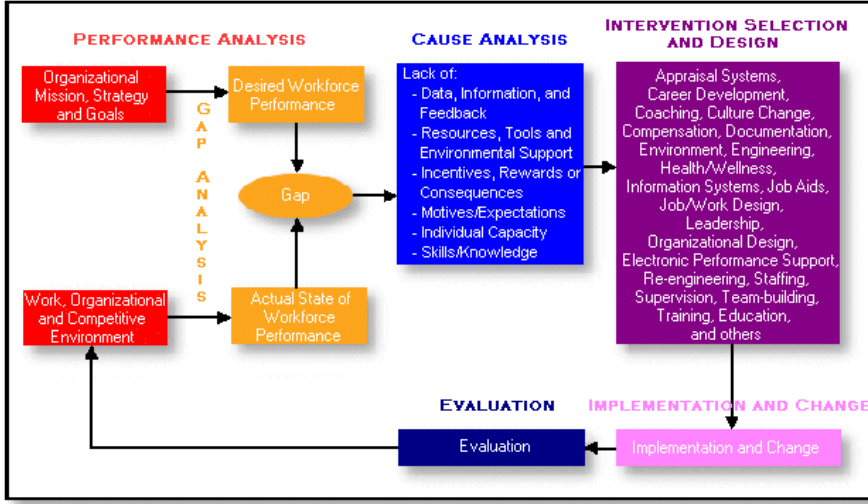 PERFORMANCE ANALYSIS
Organizational
Mission, Strategy
and Goals
Desired Workforce
Performance
GAP ANALYSIS
Gap
Work, Organizational
and Competitive
Environment
Actual State of
Workforce
Performance
CAUSE ANALYSIS
Lack of:
- Data, Information, and
Feedback
- Resources, Tools and
Environmental Support
- Incentives, Rewards or
Consequences
- Motives/Expectations
- Individual Capacity
- Skills/Knowledge
INTERVENTION SELECTION
AND DESIGN
Appraisal Systems,
Career Development,
Coaching, Culture Change,
Compensation, Documentation,
Environment, Engineering,
Health/Wellness,
Information Systems, Job Aids,
Job/Work Design,
Leadership,
Organizational Design,
Electronic Performance Support,
Re-engineering, Staffing,
Supervision, Team-building,
Training, Education,
and others
IMPLEMENTATION AND CHANGE
Implementation and Change
EVALUATION
Evaluation